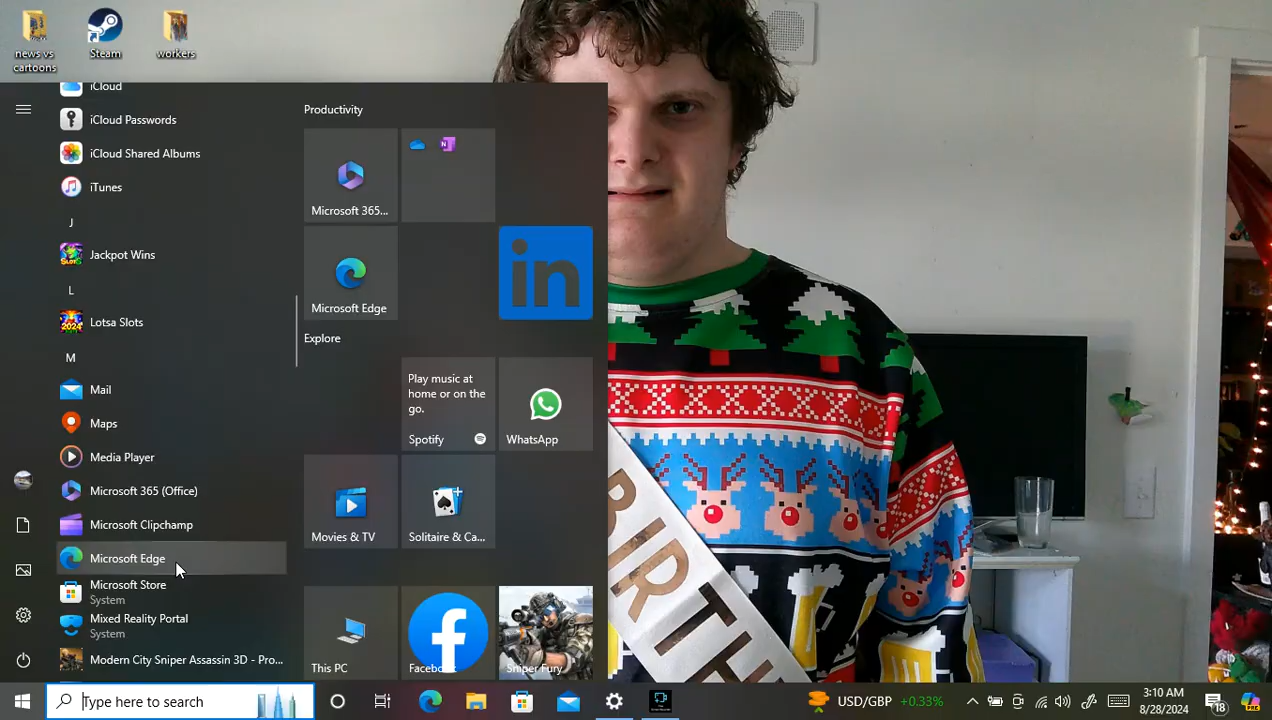 news vs
cartoons
Steam
workers
iCloud
iCloud Passwords
iCloud Shared Albums
iTunes
J
Jackpot Wins
L
Lotsa Slots
M
Mail
Maps
Media Player
Microsoft 365 (Office)
Microsoft Clipchamp
Microsoft Edge
Microsoft Store
System
Mixed Reality Portal
System
Modern City Sniper Assassin 3D - Pro...
Productivity
Microsoft 365...
Microsoft Edge
in
Explore
Play music at
home or on the
go.
Spotify
WhatsApp
Movies & TV
Solitaire & Ca...
This PC
Facebook
Sniper Fury
BIRTH
Type here to search
USD/GBP +0.33%
3:10 AM
8/28/2024
18